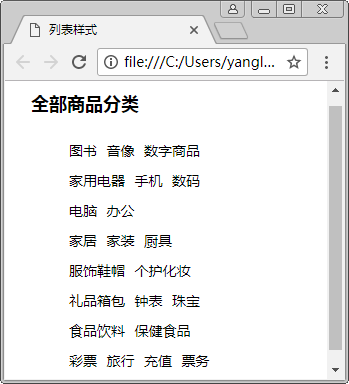 列表样式
file:///C:/Users/yangl...
全部商品分类
图书 音像 数字商品
家用电器 手机 数码
电脑 办公
家居 家装 厨具
服饰鞋帽 个护化妆
礼品箱包 钟表 珠宝
食品饮料 保健食品
彩票 旅行 充值 票务